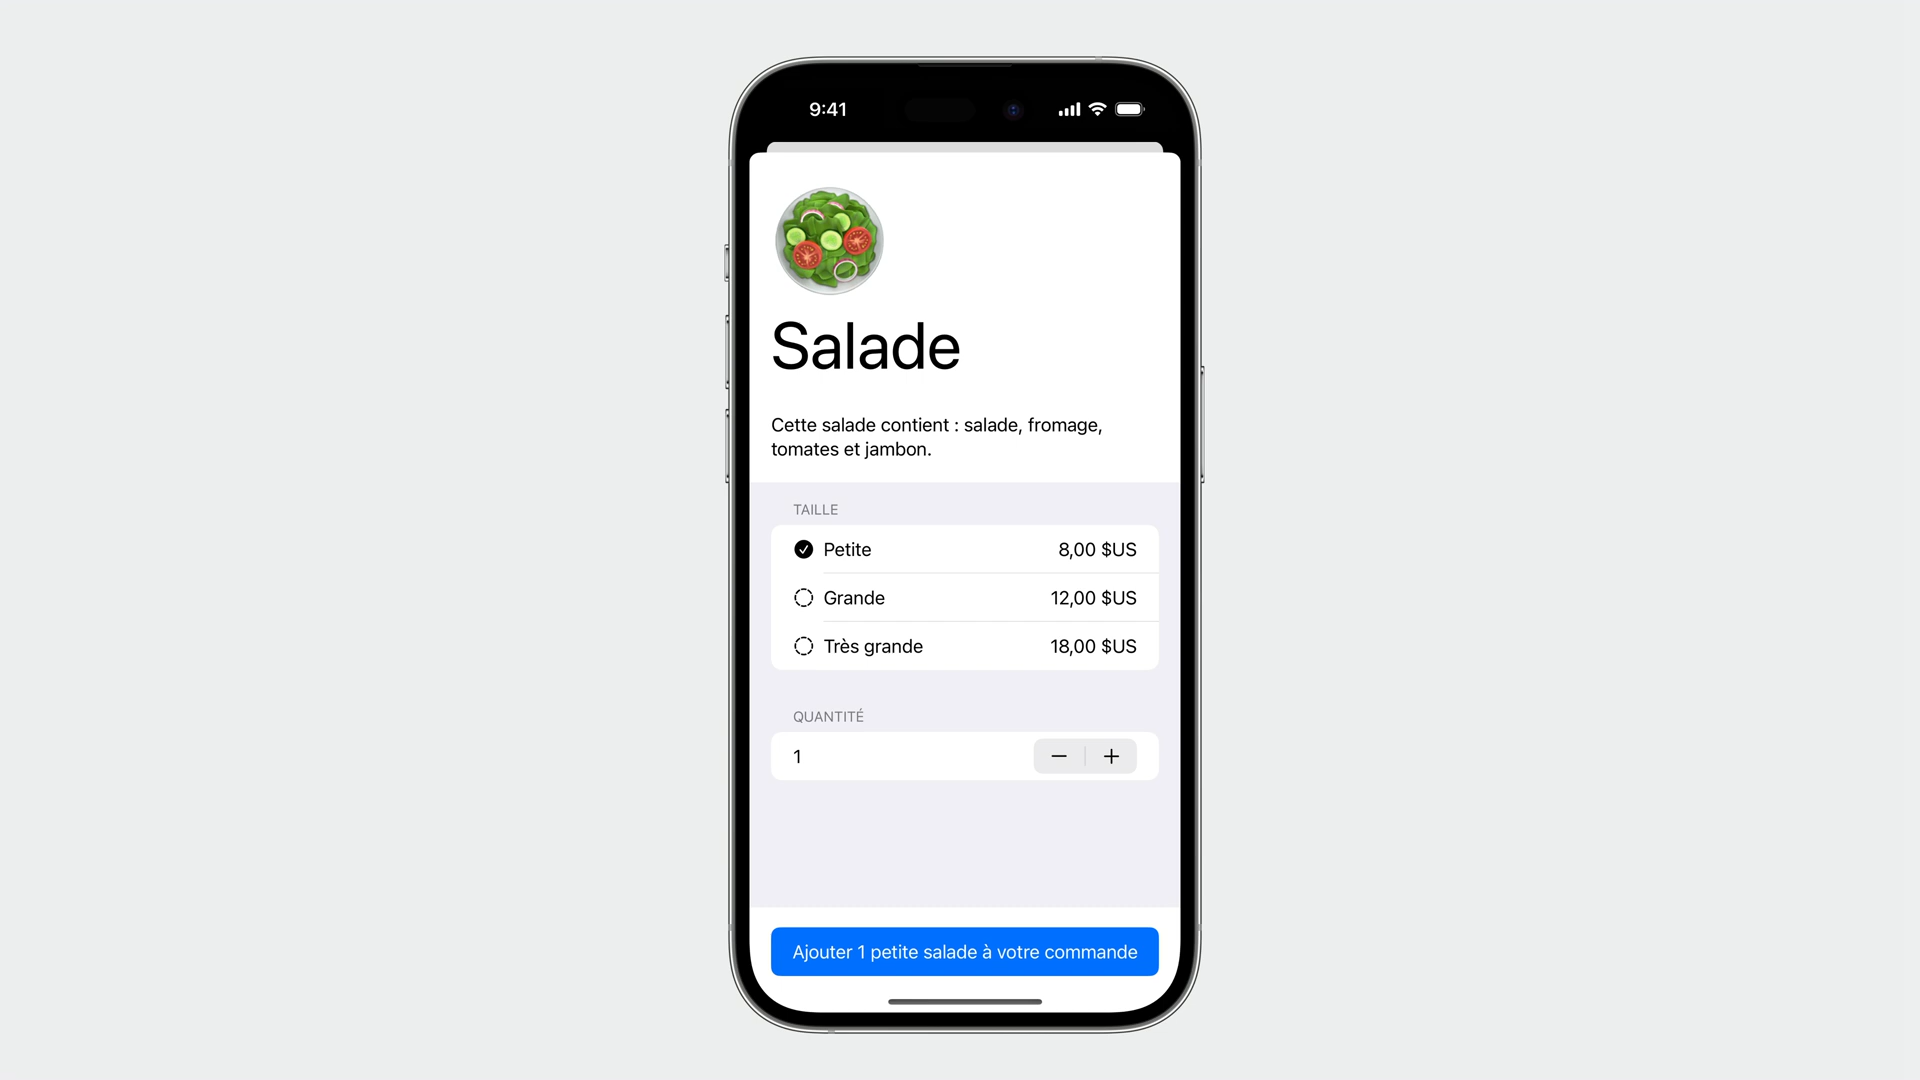 9:41
Salade
Cette salade contient : salade, fromage,
tomates et jambon.
TAILLE
Petite 8,00 $US
Grande 12,00 $US
Très grande 18,00 $US
QUANTITÉ
1 − +
Ajouter 1 petite salade à votre commande